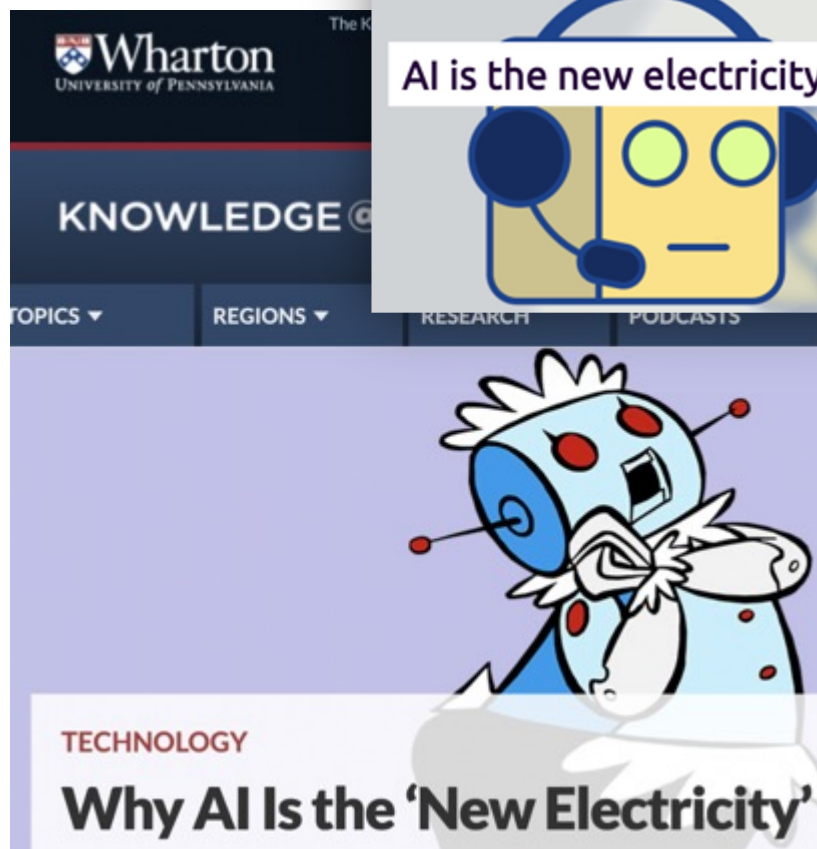 The K
Wharton
UNIVERSITY of PENNSYLVANIA
AI is the new electricity
KNOWLEDGE@
TOPICS
REGIONS
RESEARCH
PODCASTS
TECHNOLOGY
Why AI Is the ‘New Electricity’